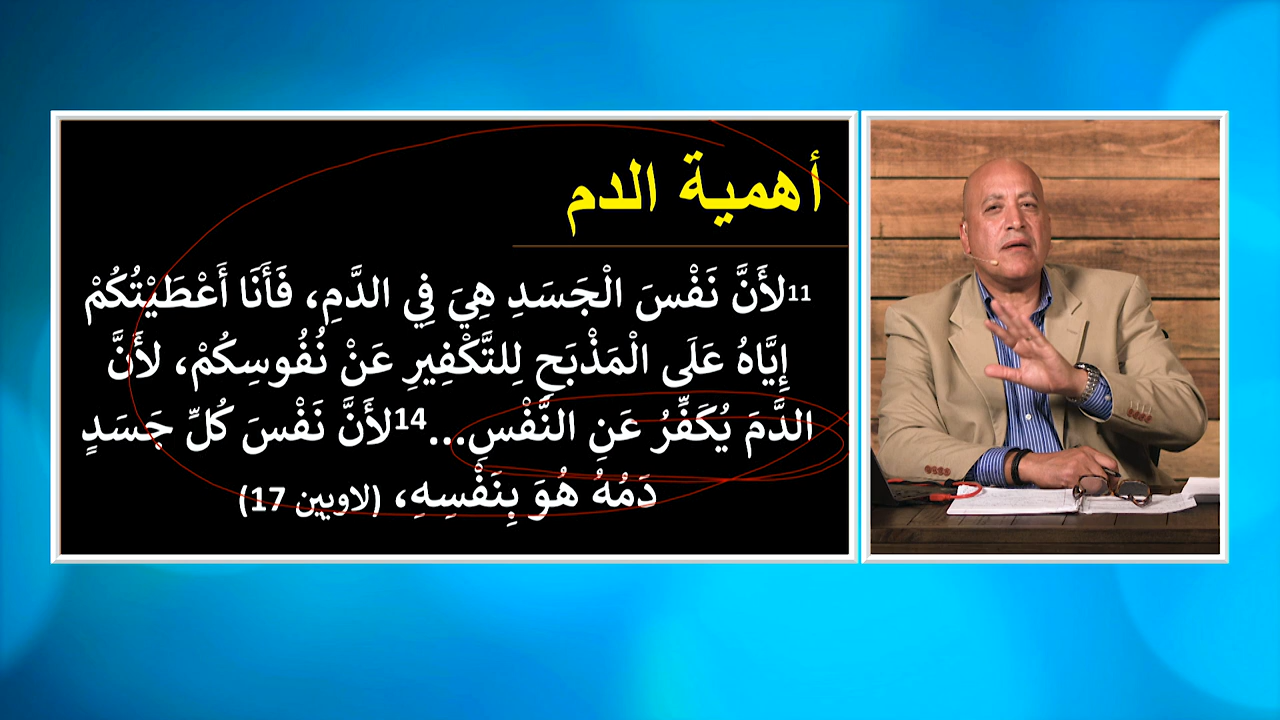 أهمية الدم
11لأَنَّ نَفْسَ الْجَسَدِ هِيَ فِي الدَّمِ، فَأَنَا أَعْطَيْتُكُمْ
إِيَّاهُ عَلَى الْمَذْبَحِ لِلتَّكْفِيرِ عَنْ نُفُوسِكُمْ، لأَنَّ
الدَّمَ يُكَفِّرُ عَنِ النَّفْسِ...14لأَنَّ نَفْسَ كُلِّ جَسَدٍ
دَمُهُ هُوَ بِنَفْسِهِ، (لاويين 17)